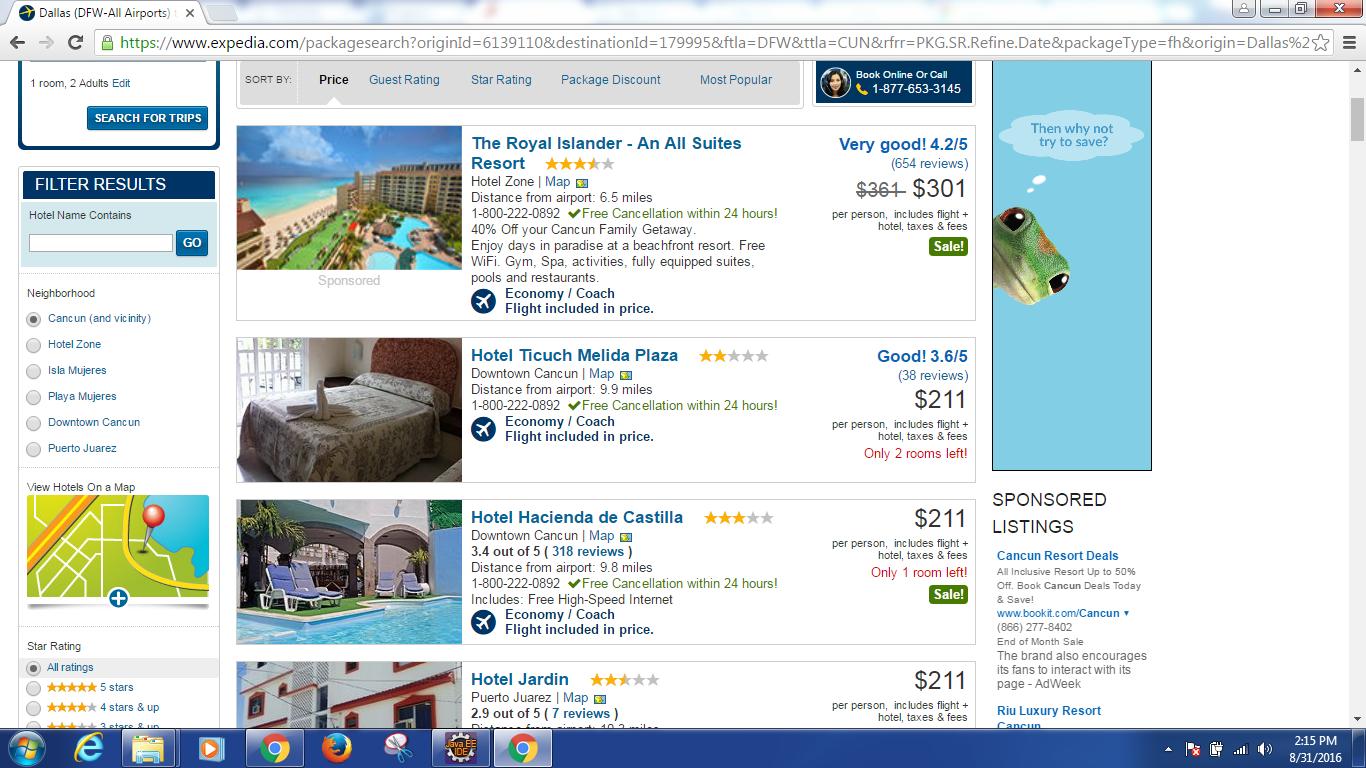 Dallas (DFW-All Airports) t
https://www.expedia.com/packagesearch?originId=6139110&destinationId=179995&ftla=DFW&ttla=CUN&rfrr=PKG.SR.Refine.Date&packageType=fh&origin=Dallas%2
1 room, 2 Adults Edit
SEARCH FOR TRIPS
FILTER RESULTS
Hotel Name Contains
GO
Neighborhood
Cancun (and vicinity)
Hotel Zone
Isla Mujeres
Playa Mujeres
Downtown Cancun
Puerto Juarez
View Hotels On a Map
Star Rating
All ratings
5 stars
4 stars & up
3 stars & up
SORT BY: Price Guest Rating Star Rating Package Discount Most Popular
Book Online Or Call
1-877-653-3145
The Royal Islander - An All Suites
Resort
Hotel Zone | Map
Distance from airport: 6.5 miles
1-800-222-0892 Free Cancellation within 24 hours!
40% Off your Cancun Family Getaway.
Enjoy days in paradise at a beachfront resort. Free
WiFi. Gym, Spa, activities, fully equipped suites,
pools and restaurants.
Economy / Coach
Flight included in price.
Sponsored
Very good! 4.2/5
(654 reviews)
$361 $301
per person, includes flight +
hotel, taxes & fees
Sale!
Hotel Ticuch Melida Plaza
Downtown Cancun | Map
Distance from airport: 9.9 miles
1-800-222-0892 Free Cancellation within 24 hours!
Economy / Coach
Flight included in price.
Good! 3.6/5
(38 reviews)
$211
per person, includes flight +
hotel, taxes & fees
Only 2 rooms left!
Hotel Hacienda de Castilla
Downtown Cancun | Map
3.4 out of 5 ( 318 reviews )
Distance from airport: 9.8 miles
1-800-222-0892 Free Cancellation within 24 hours!
Includes: Free High-Speed Internet
Economy / Coach
Flight included in price.
$211
per person, includes flight +
hotel, taxes & fees
Only 1 room left!
Sale!
Hotel Jardin
Puerto Juarez | Map
2.9 out of 5 ( 7 reviews )
Distance from airport: 10.3 miles
$211
per person, includes flight +
hotel, taxes & fees
Then why not
try to save?
SPONSORED
LISTINGS
Cancun Resort Deals
All Inclusive Resort Up to 50%
Off. Book Cancun Deals Today
& Save!
www.bookit.com/Cancun
(866) 277-8402
End of Month Sale
The brand also encourages
its fans to interact with its
page - AdWeek
Riu Luxury Resort
Cancun
Java EE
IDE
2:15 PM
8/31/2016